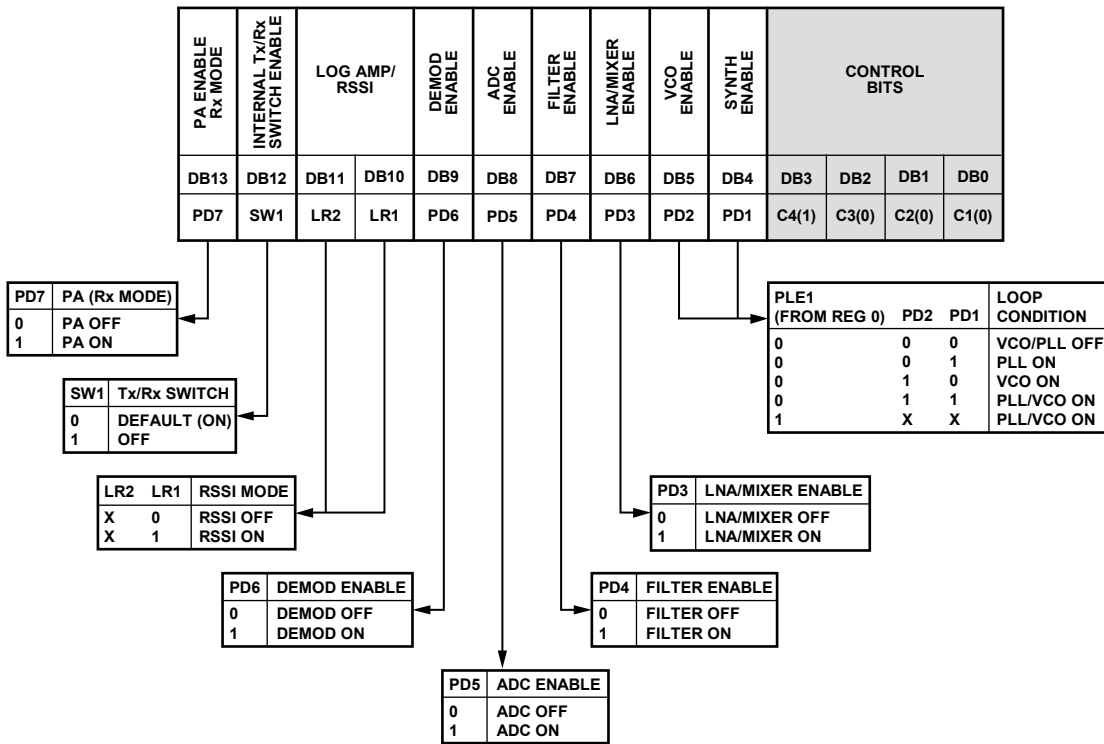 PA ENABLE
Rx MODE
INTERNAL Tx/Rx
SWITCH ENABLE
LOG AMP/
RSSI
DEMOD
ENABLE
ADC
ENABLE
FILTER
ENABLE
LNA/MIXER
ENABLE
VCO
ENABLE
SYNTH
ENABLE
CONTROL
BITS
DB13 DB12 DB11 DB10 DB9 DB8 DB7 DB6 DB5 DB4 DB3 DB2 DB1 DB0
PD7 SW1 LR2 LR1 PD6 PD5 PD4 PD3 PD2 PD1 C4(1) C3(0) C2(0) C1(0)
PD7 PA (Rx MODE)
0 PA OFF
1 PA ON
PLE1
(FROM REG 0) PD2 PD1 LOOP
CONDITION
0 0 0 VCO/PLL OFF
0 0 1 PLL ON
0 1 0 VCO ON
0 1 1 PLL/VCO ON
1 X X PLL/VCO ON
SW1 Tx/Rx SWITCH
0 DEFAULT (ON)
1 OFF
LR2 LR1 RSSI MODE
X 0 RSSI OFF
X 1 RSSI ON
PD3 LNA/MIXER ENABLE
0 LNA/MIXER OFF
1 LNA/MIXER ON
PD6 DEMOD ENABLE
0 DEMOD OFF
1 DEMOD ON
PD4 FILTER ENABLE
0 FILTER OFF
1 FILTER ON
PD5 ADC ENABLE
0 ADC OFF
1 ADC ON